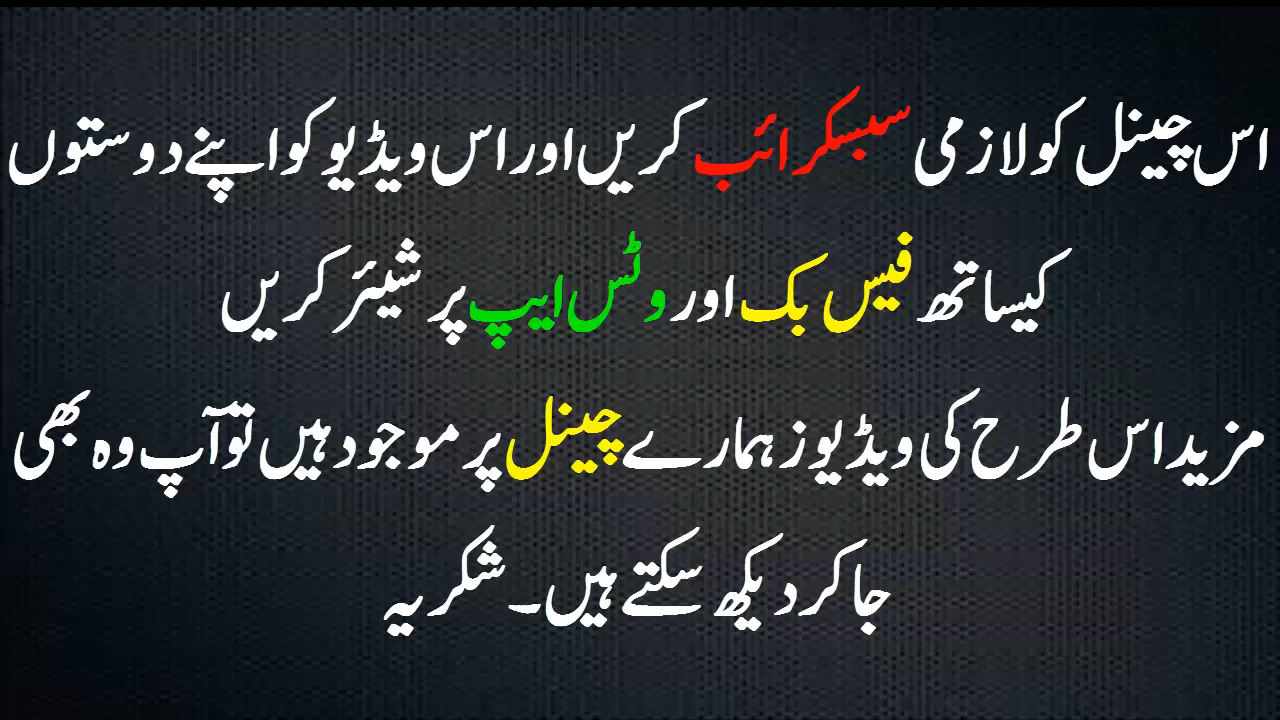 اس چینل کو لازمی سبسکرائب کریں اور اس ویڈیو کو اپنے دوستوں
کیساتھ فیس بک اور وٹس ایپ پر شیئر کریں
مزید اس طرح کی ویڈیوز ہمارے چینل پر موجود ہیں تو آپ وہ بھی
جا کر دیکھ سکتے ہیں۔ شکریہ